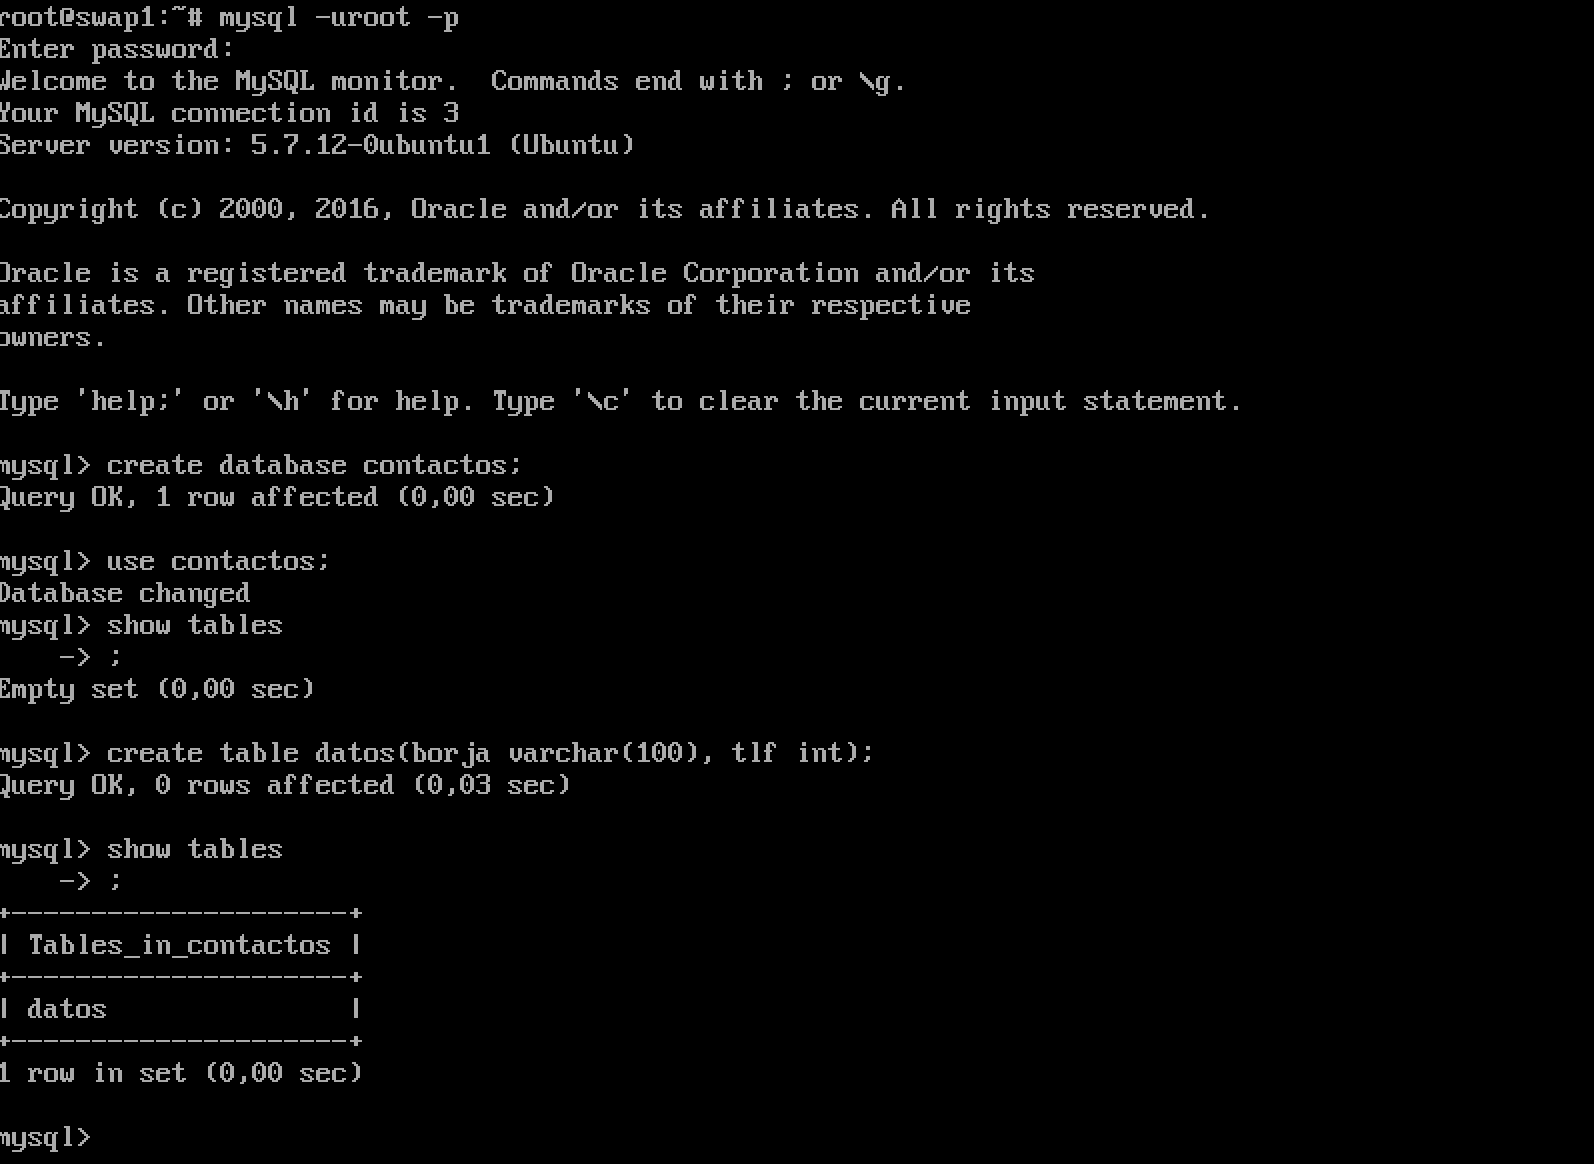 root@swap1:~# mysql -uroot -p
Enter password:
Welcome to the MySQL monitor.  Commands end with ; or \g.
Your MySQL connection id is 3
Server version: 5.7.12-0ubuntu1 (Ubuntu)
Copyright (c) 2000, 2016, Oracle and/or its affiliates. All rights reserved.
Oracle is a registered trademark of Oracle Corporation and/or its
affiliates. Other names may be trademarks of their respective
owners.
Type 'help;' or '\h' for help. Type '\c' to clear the current input statement.
mysql> create database contactos;
Query OK, 1 row affected (0,00 sec)
mysql> use contactos;
Database changed
mysql> show tables
    -> ;
Empty set (0,00 sec)
mysql> create table datos(borja varchar(100), tlf int);
Query OK, 0 rows affected (0,03 sec)
mysql> show tables
    -> ;
+---------------------+
| Tables_in_contactos |
+---------------------+
| datos               |
+---------------------+
1 row in set (0,00 sec)
mysql>